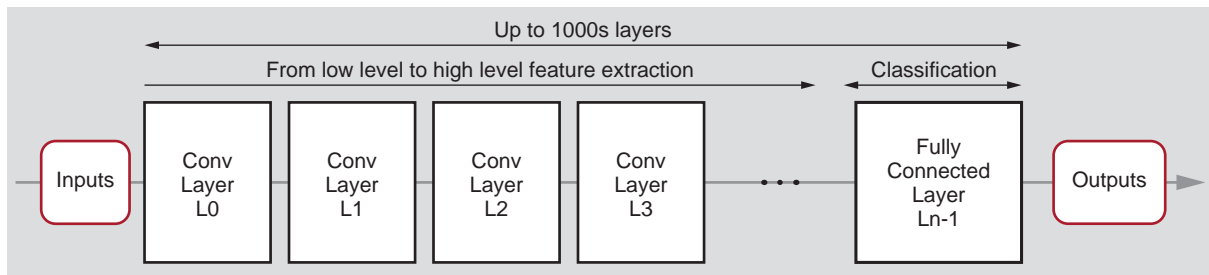 Up to 1000s layers
From low level to high level feature extraction
Classification
Inputs
Conv
Layer
L0
Conv
Layer
L1
Conv
Layer
L2
Conv
Layer
L3
Fully
Connected
Layer
Ln-1
Outputs